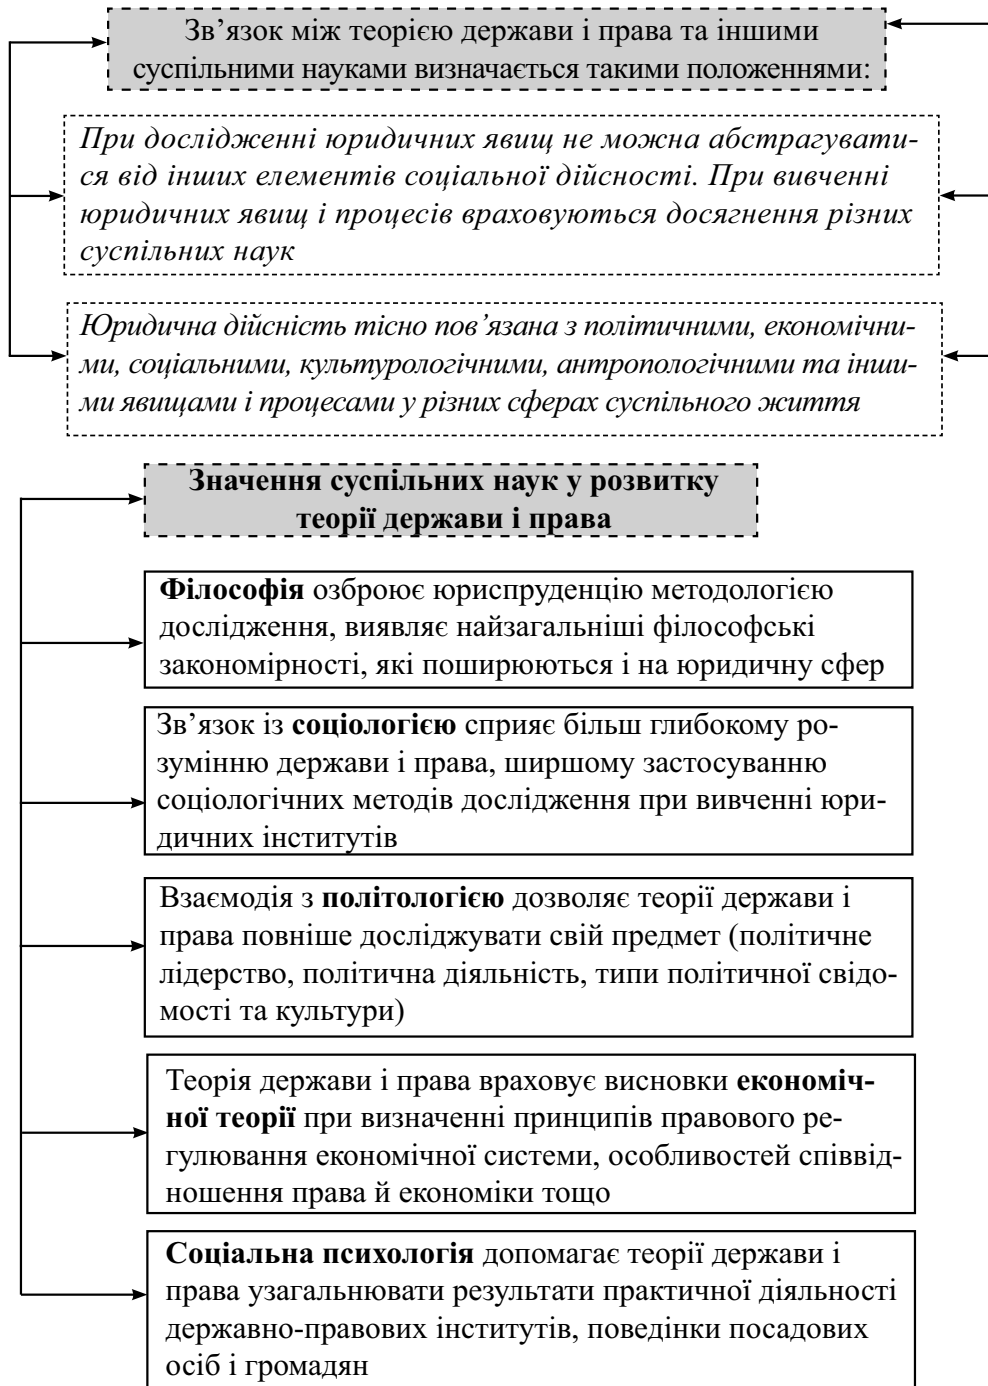 Зв’язок між теорією держави і права та іншими
суспільними науками визначається такими положеннями:
При дослідженні юридичних явищ не можна абстрагувати-
ся від інших елементів соціальної дійсності. При вивченні
юридичних явищ і процесів враховуються досягнення різних
суспільних наук
Юридична дійсність тісно пов’язана з політичними, економічни-
ми, соціальними, культурологічними, антропологічними та інши-
ми явищами і процесами у різних сферах суспільного життя
Значення суспільних наук у розвитку
теорії держави і права
Філософія озброює юриспруденцію методологією
дослідження, виявляє найзагальніші філософські
закономірності, які поширюються і на юридичну сфер
Зв’язок із соціологією сприяє більш глибокому ро-
зумінню держави і права, ширшому застосуванню
соціологічних методів дослідження при вивченні юри-
дичних інститутів
Взаємодія з політологією дозволяє теорії держави і
права повніше досліджувати свій предмет (політичне
лідерство, політична діяльність, типи політичної свідо-
мості та культури)
Теорія держави і права враховує висновки економіч-
ної теорії при визначенні принципів правового ре-
гулювання економічної системи, особливостей співвід-
ношення права й економіки тощо
Соціальна психологія допомагає теорії держави і
права узагальнювати результати практичної діяльності
державно-правових інститутів, поведінки посадових
осіб і громадян